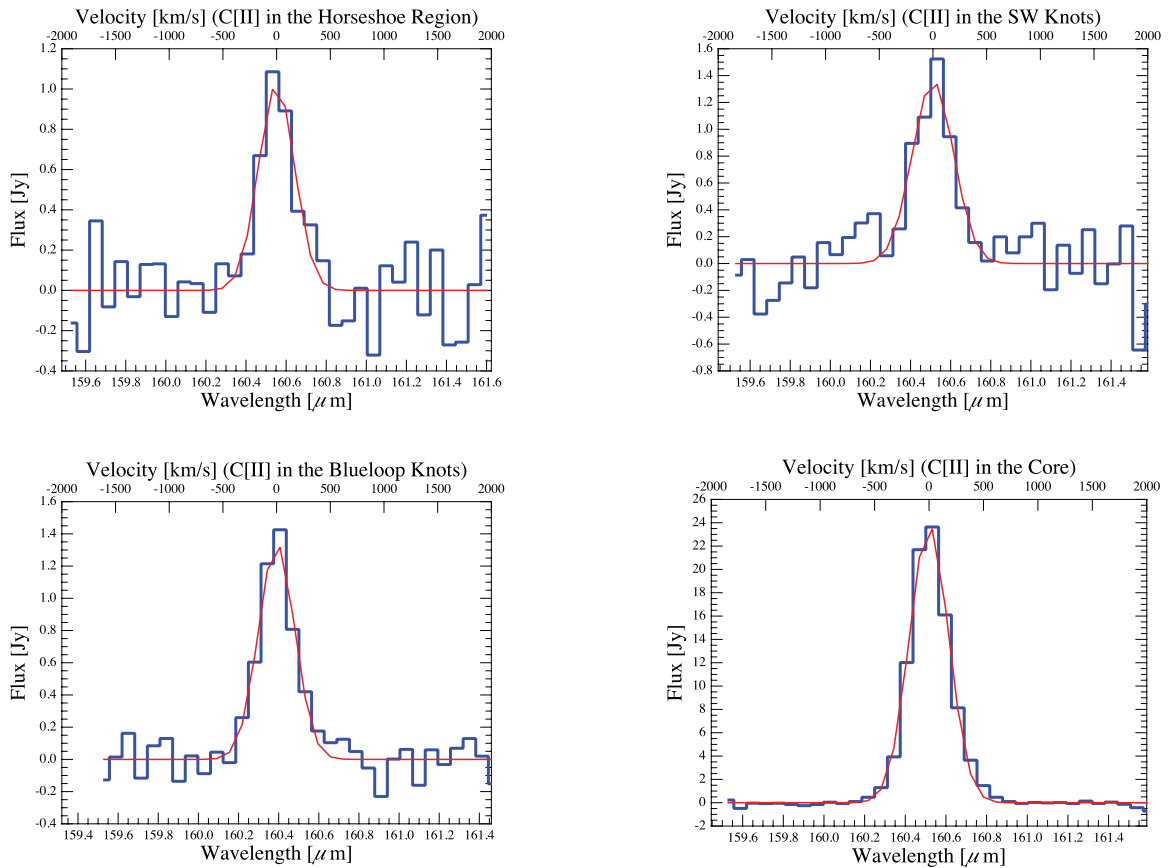 Velocity [km/s] (C[II] in the Horseshoe Region)
-2000 -1500 -1000 -500 0 500 1000 1500 2000
1.2
1.0
0.8
0.6
0.4
0.2
0.0
-0.2
-0.4
Flux [Jy]
159.6 159.8 160.0 160.2 160.4 160.6 160.8 161.0 161.2 161.4 161.6
Wavelength [μm]
Velocity [km/s] (C[II] in the SW Knots)
-2000 -1500 -1000 -500 0 500 1000 1500 2000
1.6
1.4
1.2
1.0
0.8
0.6
0.4
0.2
0.0
-0.2
-0.4
-0.6
-0.8
Flux [Jy]
159.6 159.8 160.0 160.2 160.4 160.6 160.8 161.0 161.2 161.4
Wavelength [μm]
Velocity [km/s] (C[II] in the Blueloop Knots)
-2000 -1500 -1000 -500 0 500 1000 1500 2000
1.6
1.4
1.2
1.0
0.8
0.6
0.4
0.2
0.0
-0.2
-0.4
Flux [Jy]
159.4 159.6 159.8 160.0 160.2 160.4 160.6 160.8 161.0 161.2 161.4
Wavelength [μm]
Velocity [km/s] (C[II] in the Core)
-2000 -1500 -1000 -500 0 500 1000 1500 2000
26
24
22
20
18
16
14
12
10
8
6
4
2
0
-2
Flux [Jy]
159.6 159.8 160.0 160.2 160.4 160.6 160.8 161.0 161.2 161.4
Wavelength [μm]